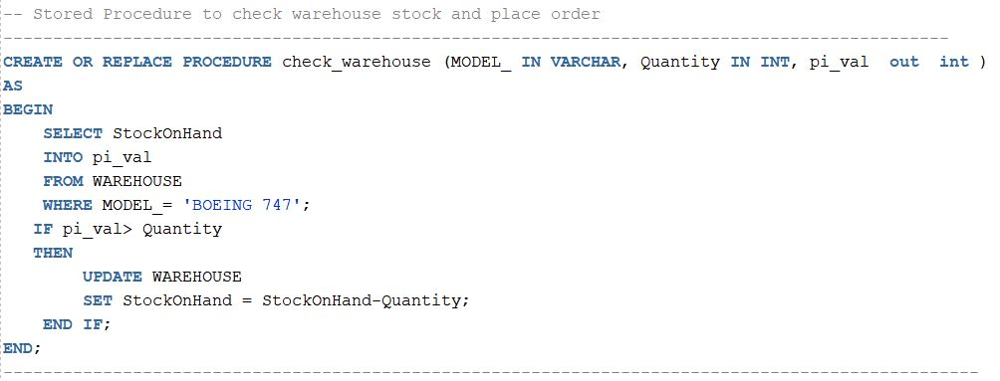 -- Stored Procedure to check warehouse stock and place order
-----------------------------------------------------------------------------------------------
CREATE OR REPLACE PROCEDURE check_warehouse (MODEL_ IN VARCHAR, Quantity IN INT, pi_val  out  int )
AS
BEGIN
    SELECT StockOnHand
    INTO pi_val
    FROM WAREHOUSE
    WHERE MODEL_= 'BOEING 747';
   IF pi_val> Quantity
   THEN
        UPDATE WAREHOUSE
        SET StockOnHand = StockOnHand-Quantity;
    END IF;
END;
--------------------------------------------------------------------------------------------------